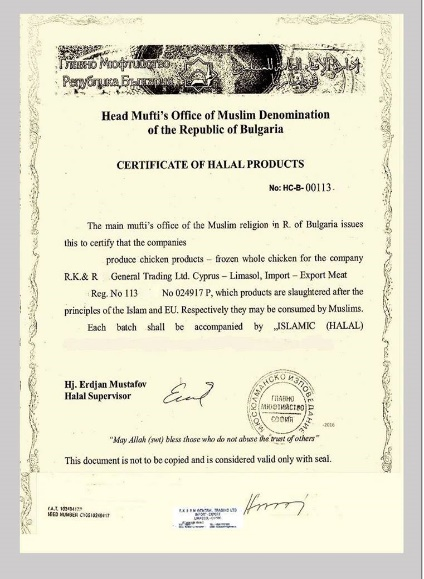 Главно Мюфтийство
Република България
Head Mufti's Office of Muslim Denomination
of the Republic of Bulgaria
CERTIFICATE OF HALAL PRODUCTS
No: HC-B- 00113.
The main mufti's office of the Muslim religion in R. of Bulgaria issues
this to certify that the companies
produce chicken products – frozen whole chicken for the company
R.K.& R General Trading Ltd. Cyprus – Limasol, Import – Export Meat
Reg. No 113 No 024917 P, which products are slaughtered after the
principles of the Islam and EU. Respectively they may be consumed by Muslims.
Each batch shall be accompanied by „ISLAMIC (HALAL)
Hj. Erdjan Mustafov
Halal Supervisor
МЮСЮЛМАНСКО ИЗПОВЕДАНИЕ
ГЛАВНО
МЮФТИЙСТВО
СОФИЯ
-2016
"May Allah (swt) bless those who do not abuse the trust of others"
This document is not to be copied and is considered valid only with seal.
GENERAL TRADING LTD
IMPORT-EXPORT